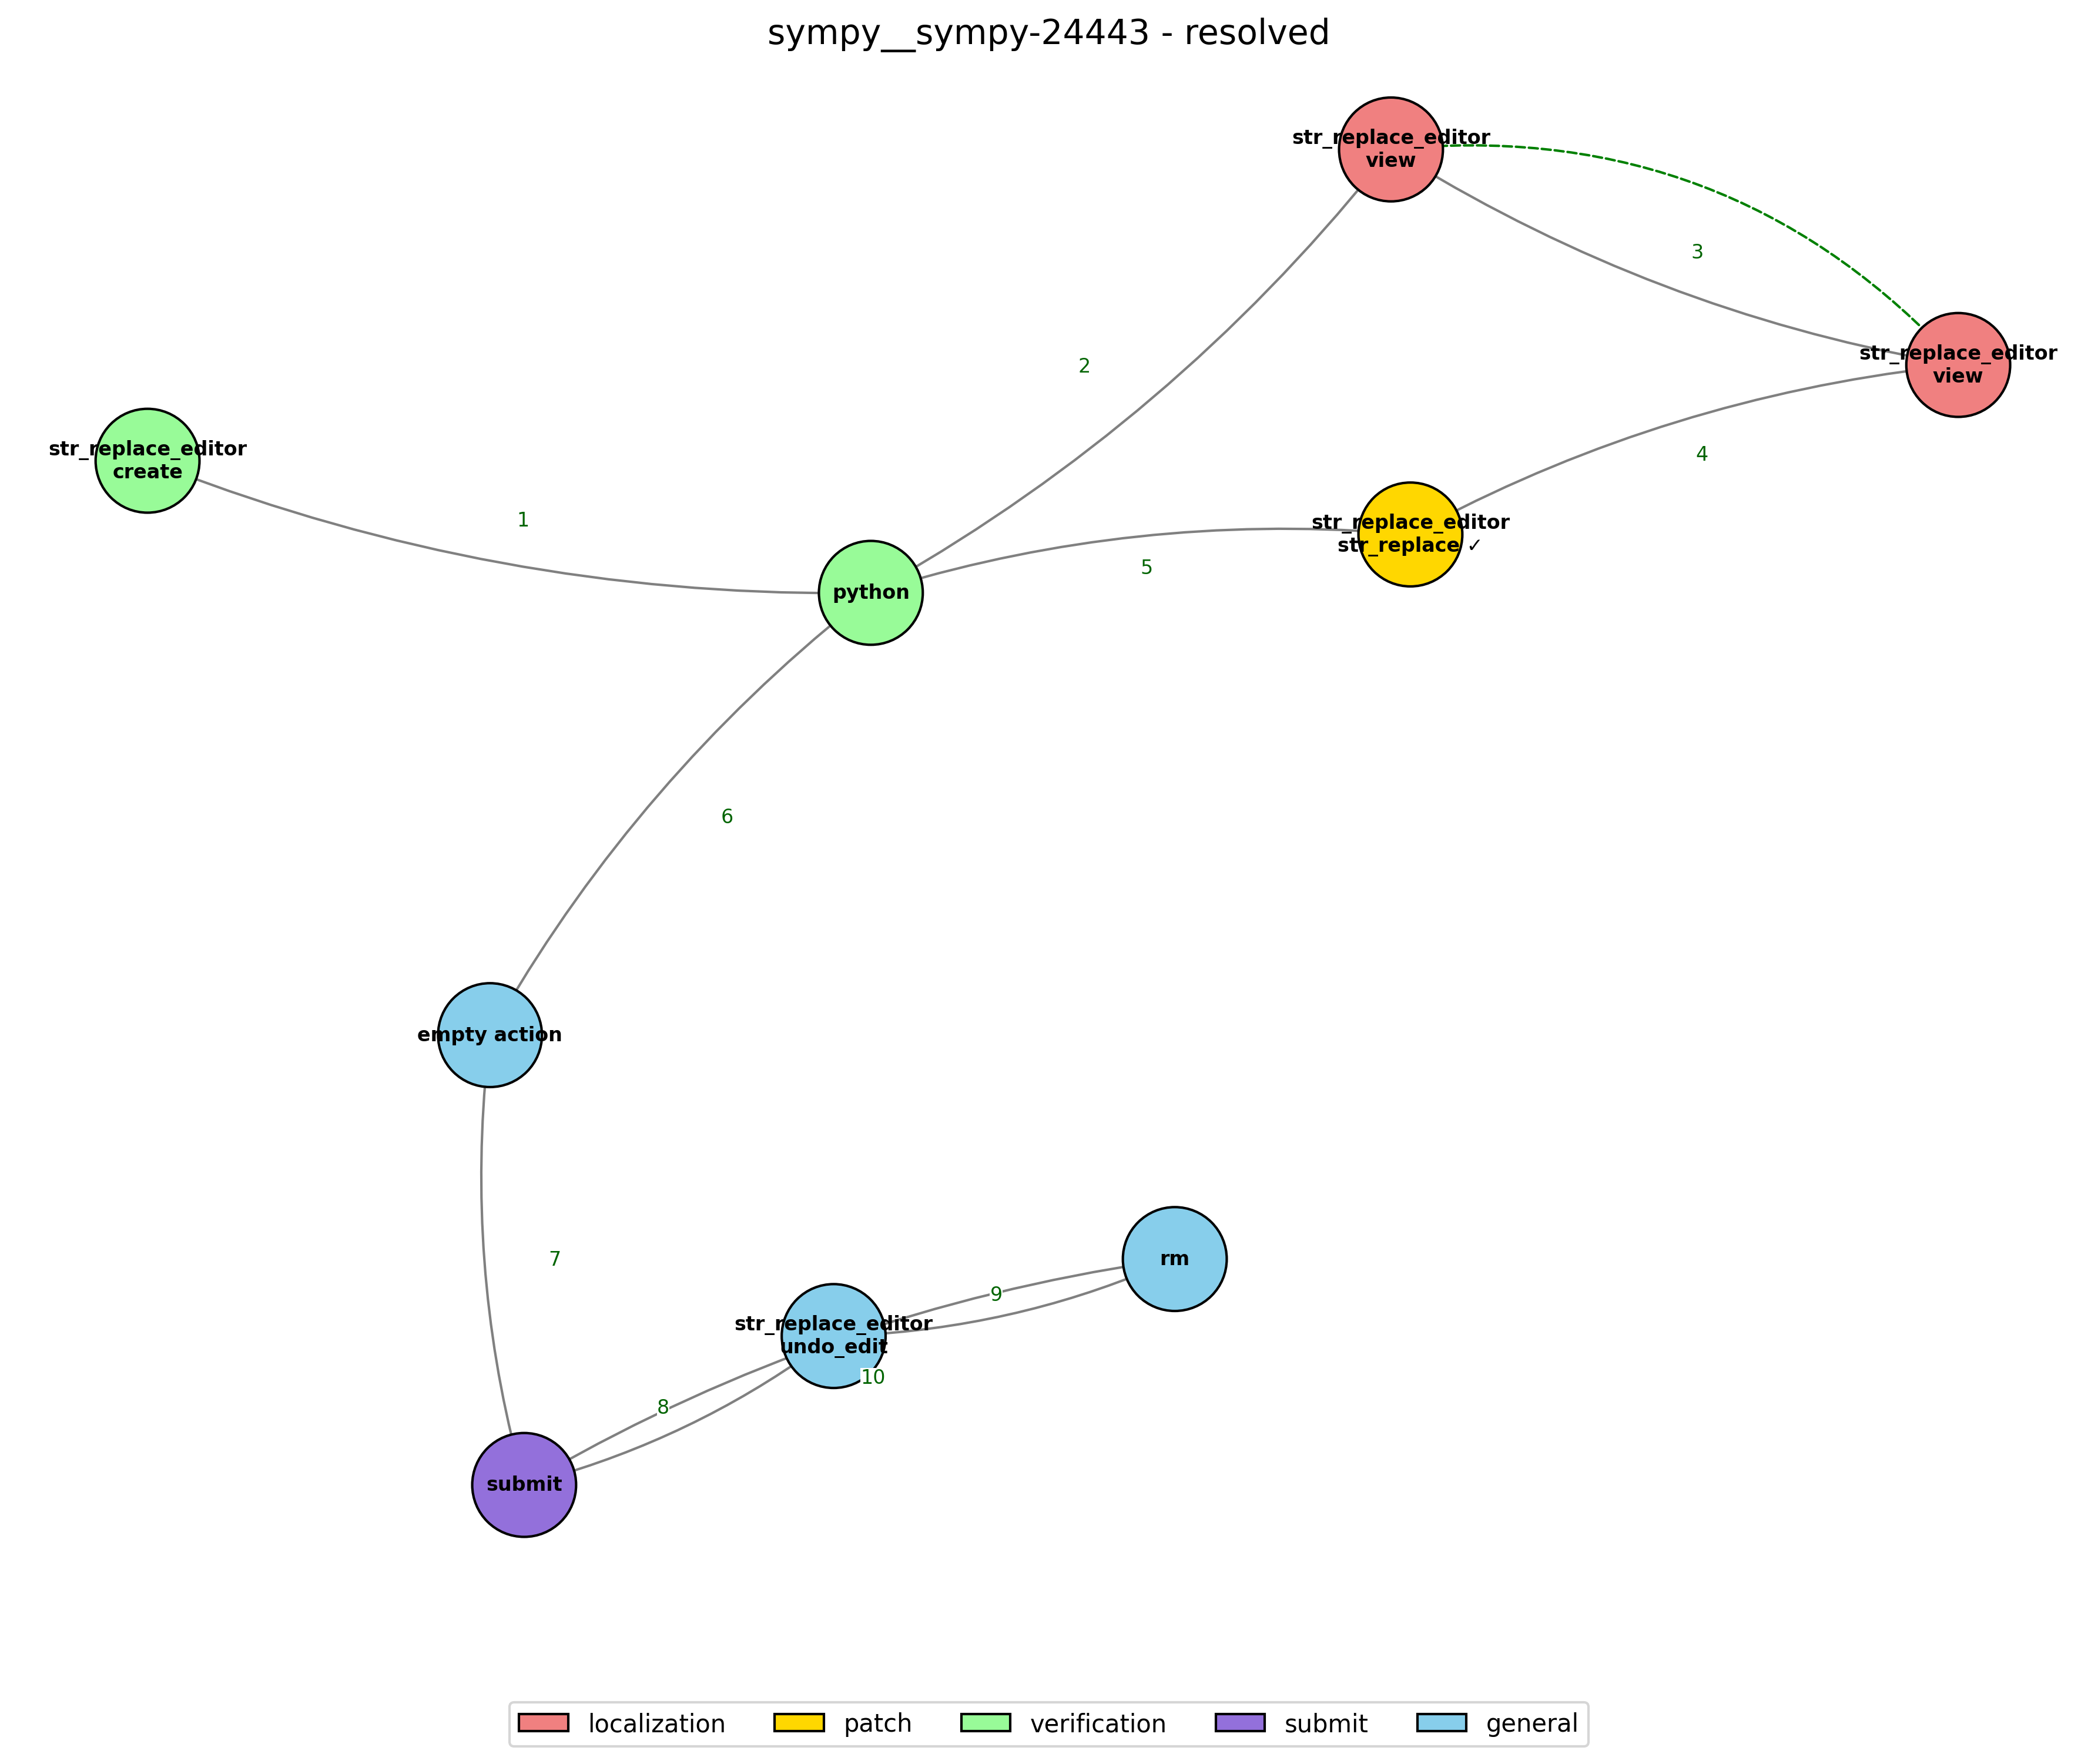 sympy__sympy-24443 - resolved
str_replace_editor
view
3
str_replace_editor
view
2
4
str_replace_editor
create
1
str_replace_editor
str_replace ✓
5
python
6
empty action
7
rm
9
str_replace_editor
undo_edit
10
8
submit
localization
patch
verification
submit
general